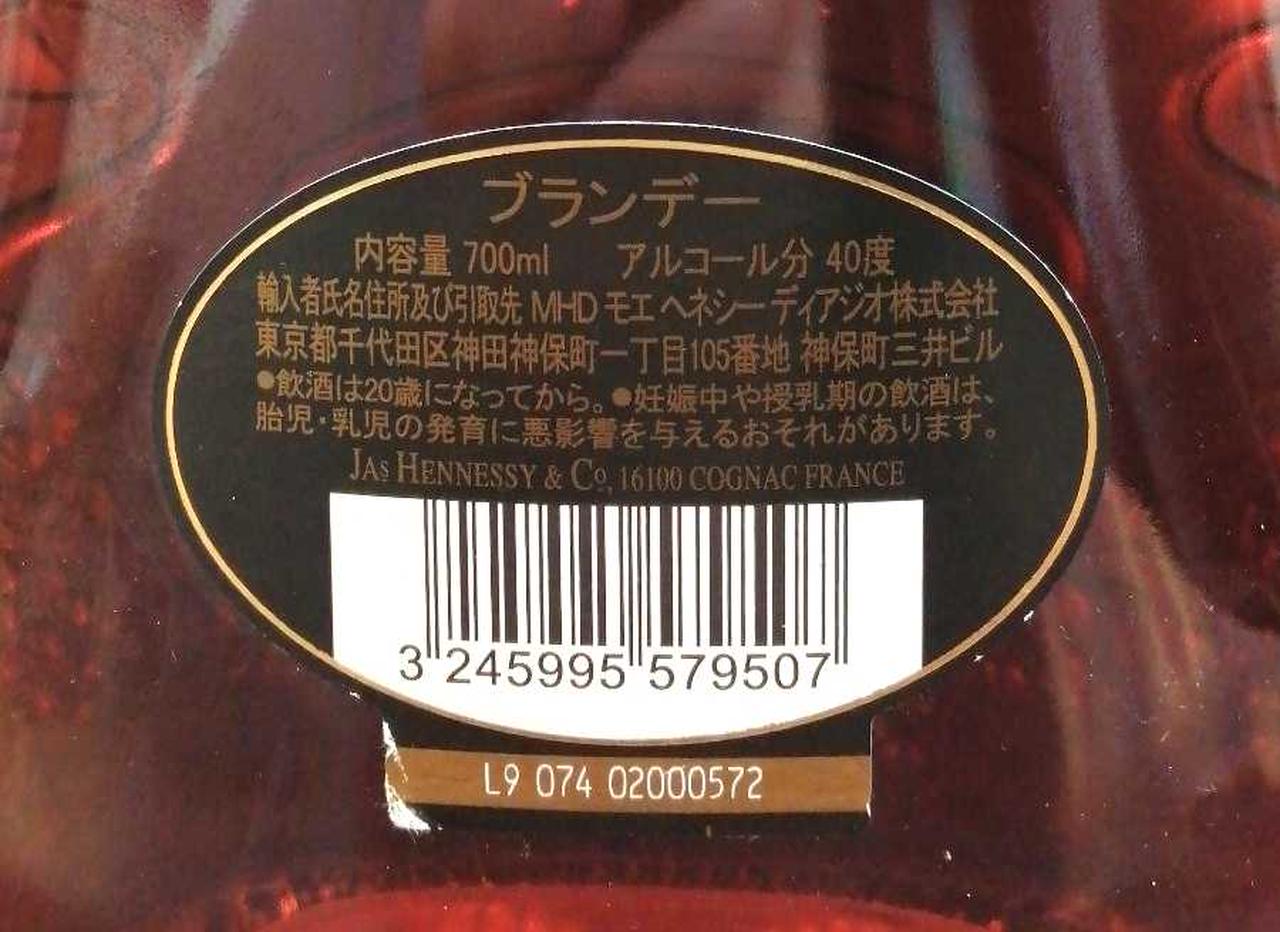 ブランデー
内容量 700ml アルコール分 40度
輸入者氏名住所及び引取先 MHD モエ ヘネシー ディアジオ株式会社
東京都千代田区神田神保町一丁目105番地 神保町三井ビル
●飲酒は20歳になってから。●妊娠中や授乳期の飲酒は、
胎児・乳児の発育に悪影響を与えるおそれがあります。
JAS HENNESSY & Co, 16100 COGNAC FRANCE
3 245995 579507
L9 074 02000572